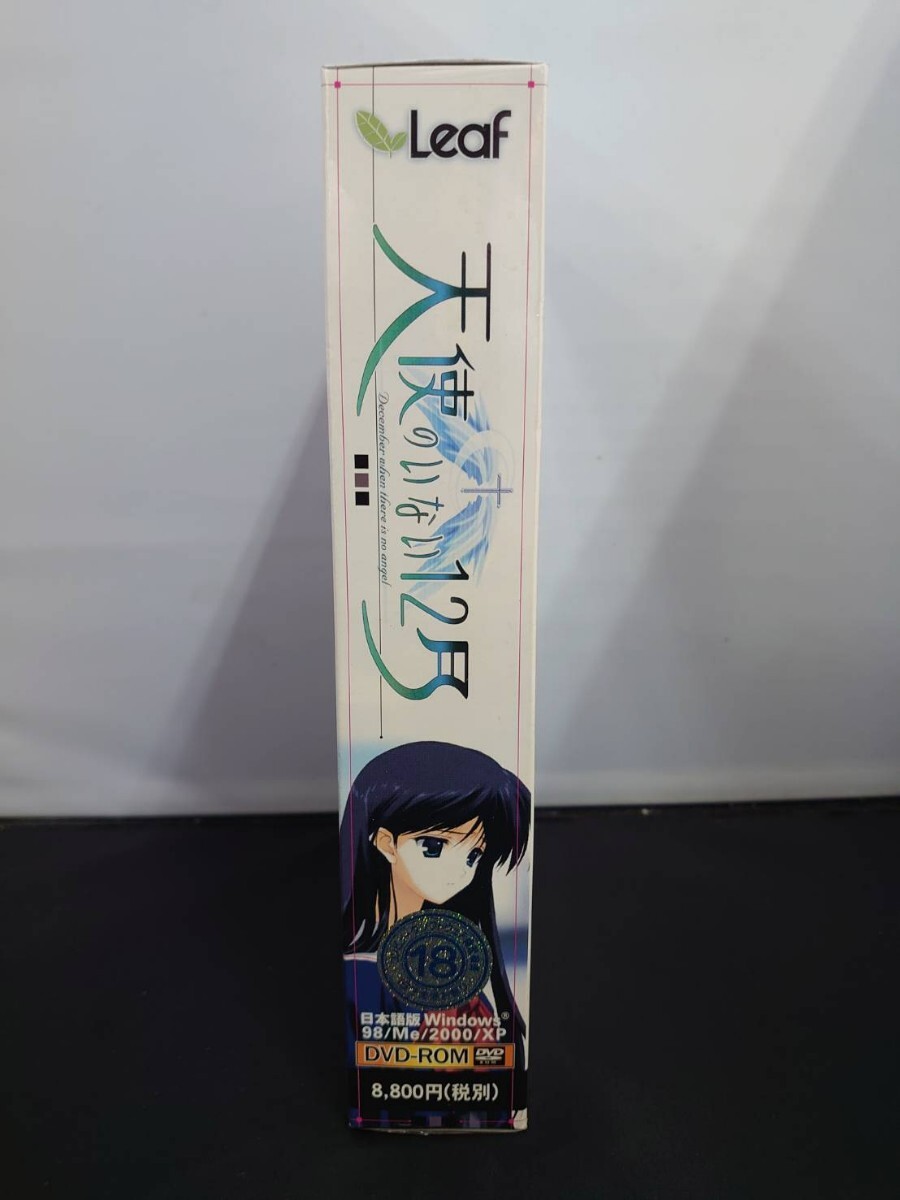 Leaf
天使のいない12月
December when there is no angel
18
日本語版 Windows®
98/Me/2000/XP
DVD-ROM DVD
8,800円(税別)